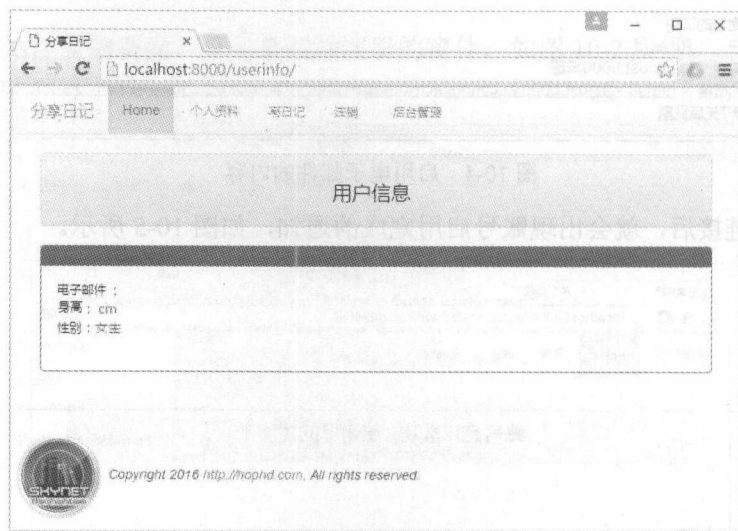 分享日记
localhost:8000/userinfo/
分享日记 Home 个人资料 写日记 注销 后台管理
用户信息
电子邮件：
身高： cm
性别：女生
SKYNET
Copyright 2016 http://hophd.com. All rights reserved.